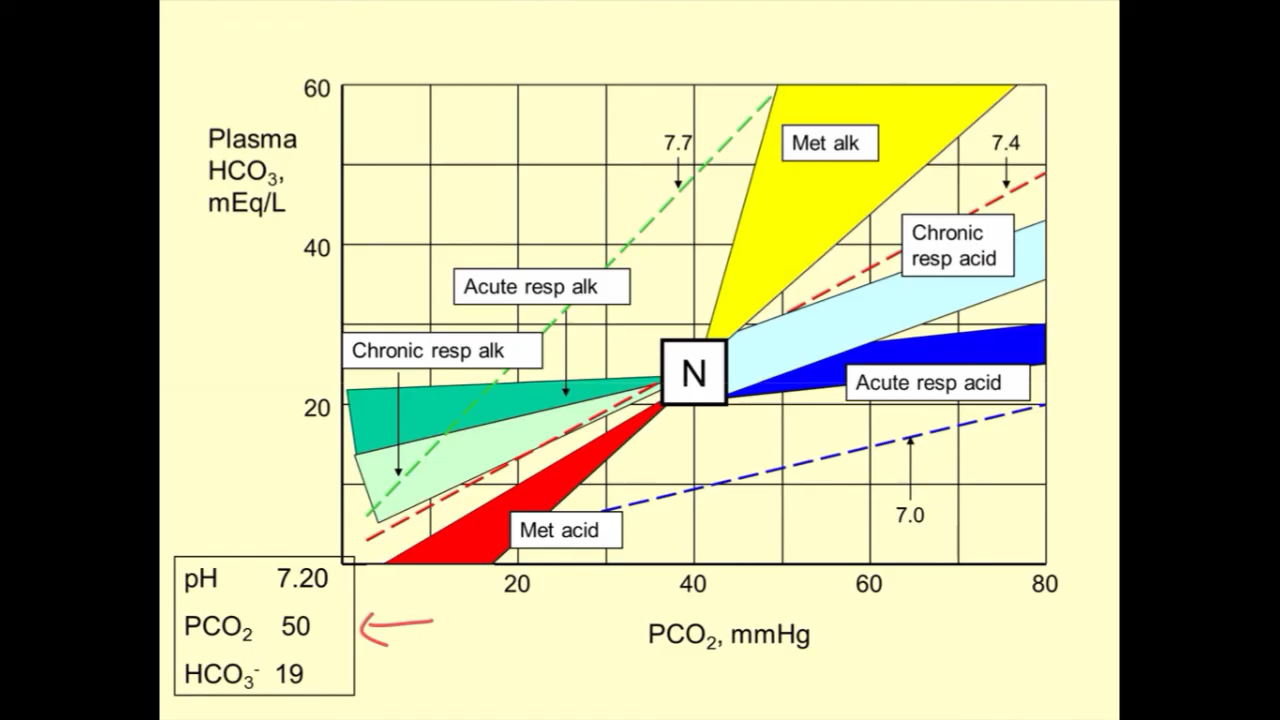 60
Plasma
HCO₃,
mEq/L
7.7
Met alk
7.4
Chronic
resp acid
40
Acute resp alk
Chronic resp alk
N
Acute resp acid
20
Met acid
7.0
20
40
60
80
PCO₂, mmHg
pH 7.20
PCO₂ 50
HCO₃⁻ 19